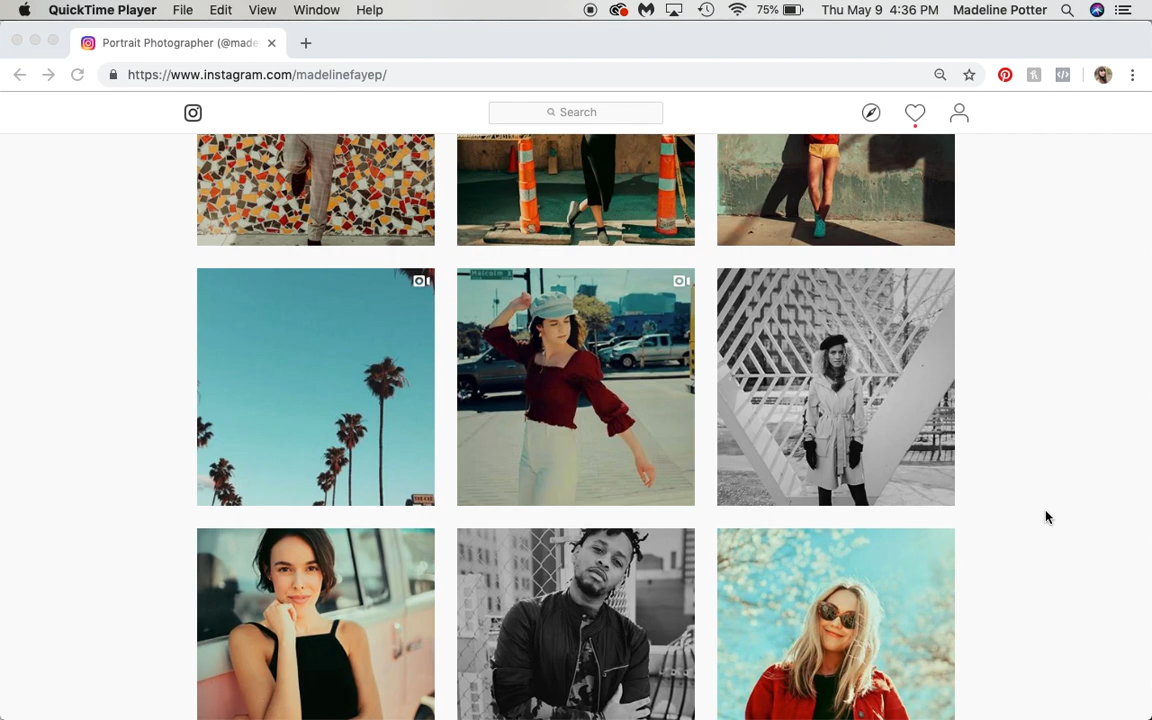 QuickTime Player File Edit View Window Help 75% Thu May 9 4:36 PM Madeline Potter
Portrait Photographer (@made
https://www.instagram.com/madelinefayep/
Search
Malcolm X